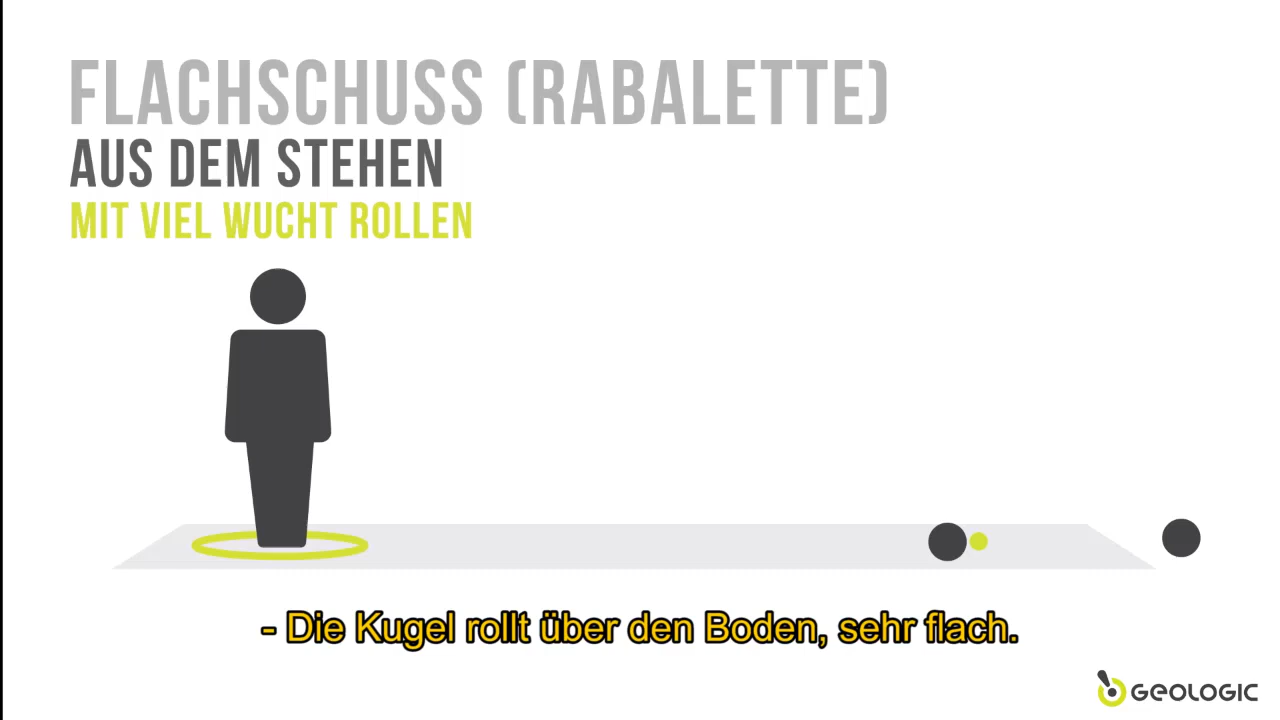 FLACHSCHUSS (RABALETTE)
AUS DEM STEHEN
MIT VIEL WUCHT ROLLEN
- Die Kugel rollt über den Boden, sehr flach.
GEOLOGIC